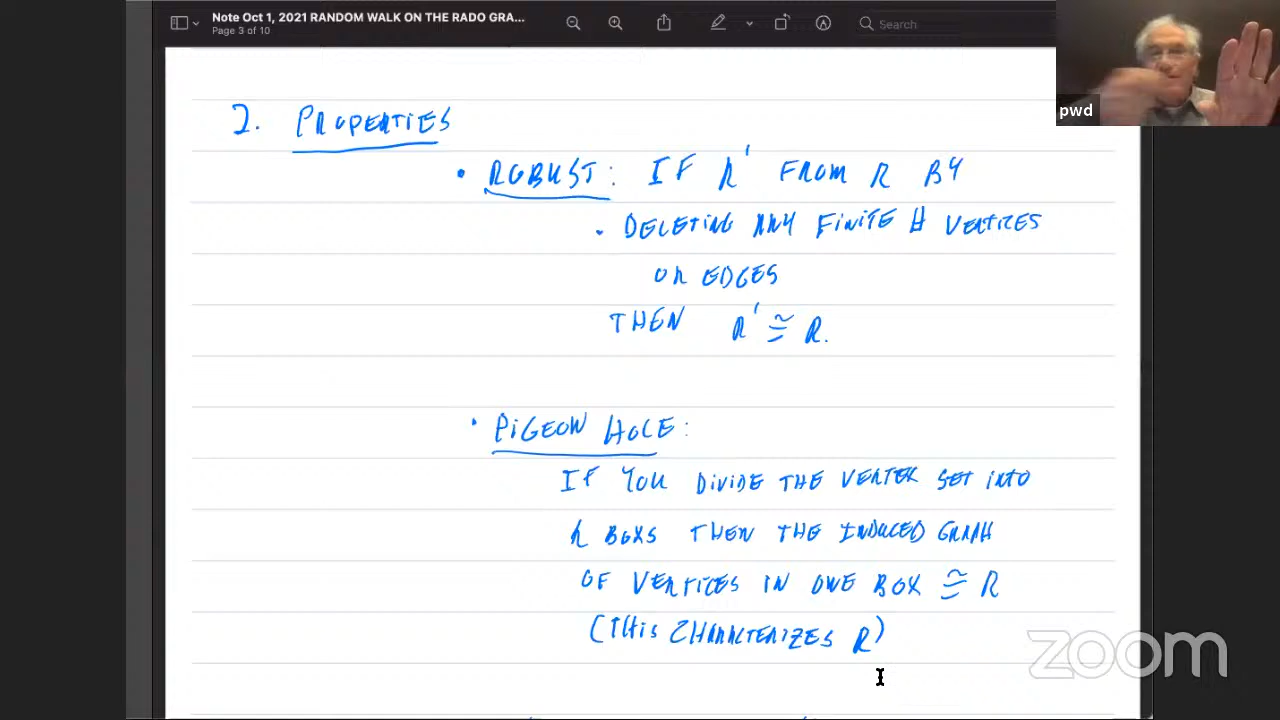 Note Oct 1, 2021 RANDOM WALK ON THE RADO GRA...
Page 3 of 10
Search
pwd
2. PROPERTIES
• ROBUST: IF R' FROM R BY
• DELETING ANY FINITE # VERTICES
OR EDGES
THEN R' ≅ R.
• PIGEON HOLE:
IF YOU DIVIDE THE VERTEX SET INTO
k BOXS THEN THE INDUCED GRAPH
OF VERTICES IN ONE BOX ≅ R
(THIS CHARACTERIZES R)
zoom